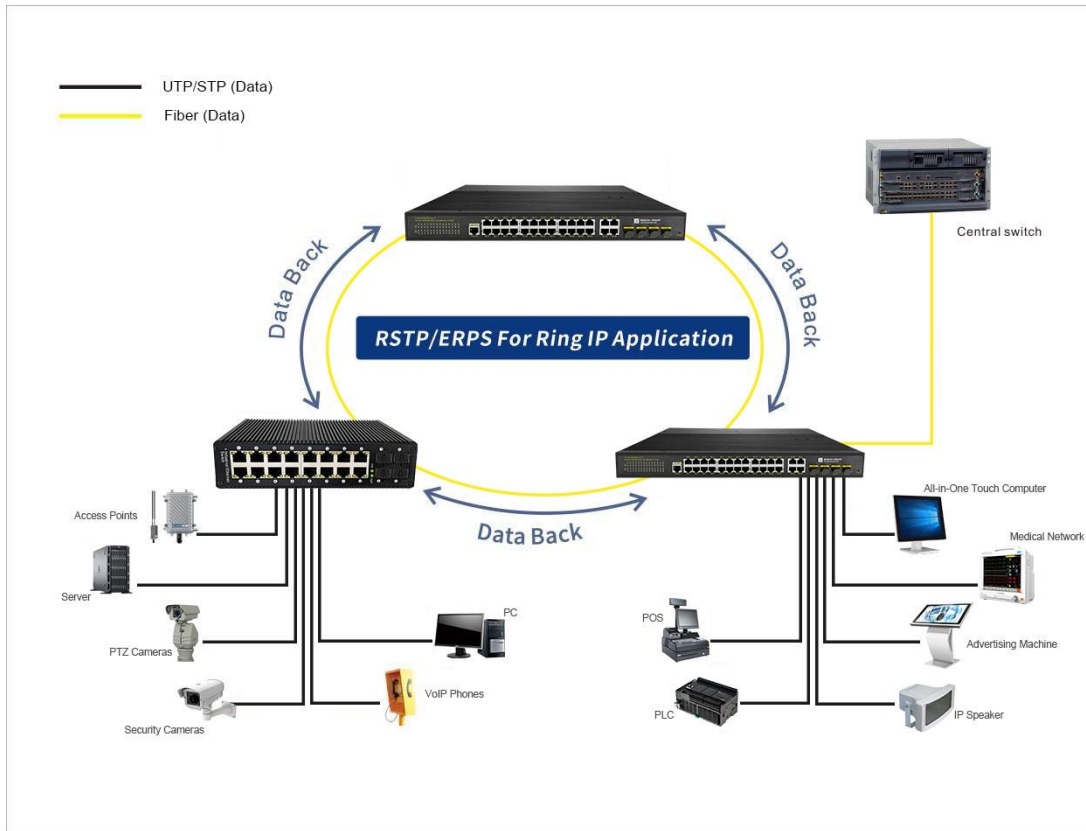 UTP/STP (Data)
Fiber (Data)
Central switch
Data Back
Data Back
RSTP/ERPS For Ring IP Application
Data Back
Access Points
Server
PTZ Cameras
Security Cameras
PC
VoIP Phones
All-in-One Touch Computer
Medical Network
POS
Advertising Machine
PLC
IP Speaker